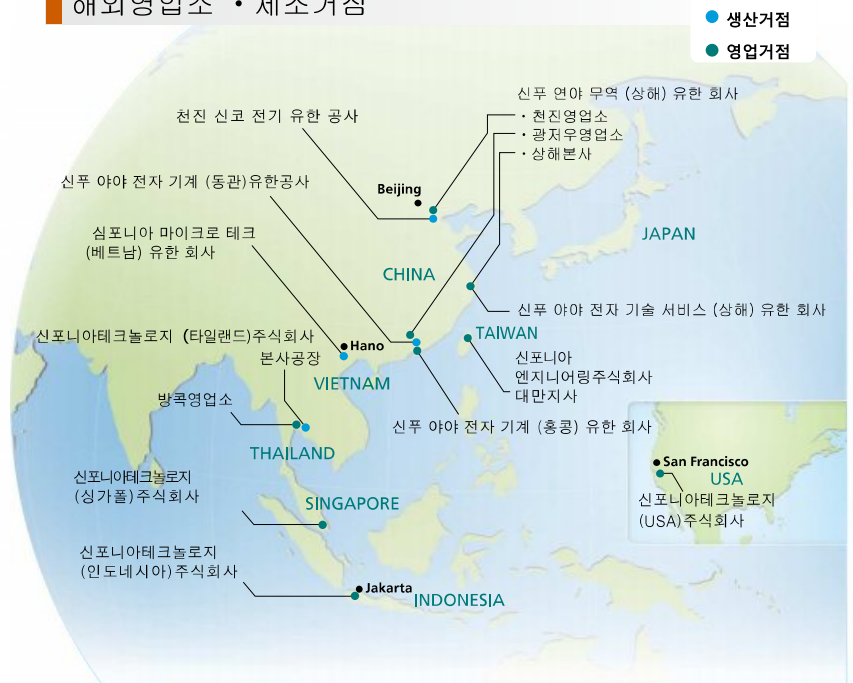 해외영업소 · 제조거점
생산거점
영업거점
신푸 연야 무역 (상해) 유한 회사
· 천진영업소
· 광저우영업소
· 상해본사
천진 신코 전기 유한 공사
신푸 야야 전자 기계 (동관)유한공사
Beijing
심포니아 마이크로 테크
(베트남) 유한 회사
JAPAN
CHINA
신푸 야야 전자 기술 서비스 (상해) 유한 회사
신포니아테크놀로지 (타일랜드)주식회사
Hano
TAIWAN
본사공장
신포니아
엔지니어링주식회사
대만지사
VIETNAM
방콕영업소
신푸 야야 전자 기계 (홍콩) 유한 회사
THAILAND
San Francisco
USA
신포니아테크놀로지
(USA)주식회사
신포니아테크놀로지
(싱가폴)주식회사
SINGAPORE
신포니아테크놀로지
(인도네시아)주식회사
Jakarta
INDONESIA